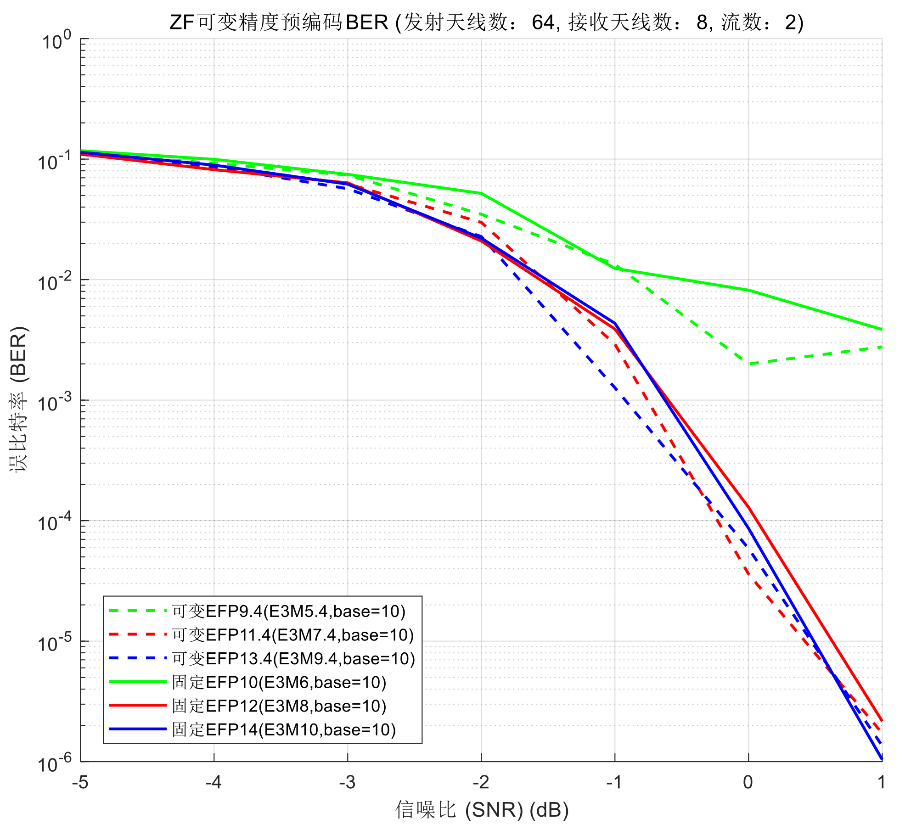 ZF可变精度预编码BER (发射天线数：64, 接收天线数：8, 流数：2)
10^0
10^-1
10^-2
10^-3
10^-4
10^-5
10^-6
误比特率 (BER)
可变EFP9.4(E3M5.4,base=10)
可变EFP11.4(E3M7.4,base=10)
可变EFP13.4(E3M9.4,base=10)
固定EFP10(E3M6,base=10)
固定EFP12(E3M8,base=10)
固定EFP14(E3M10,base=10)
-5 -4 -3 -2 -1 0 1
信噪比 (SNR) (dB)